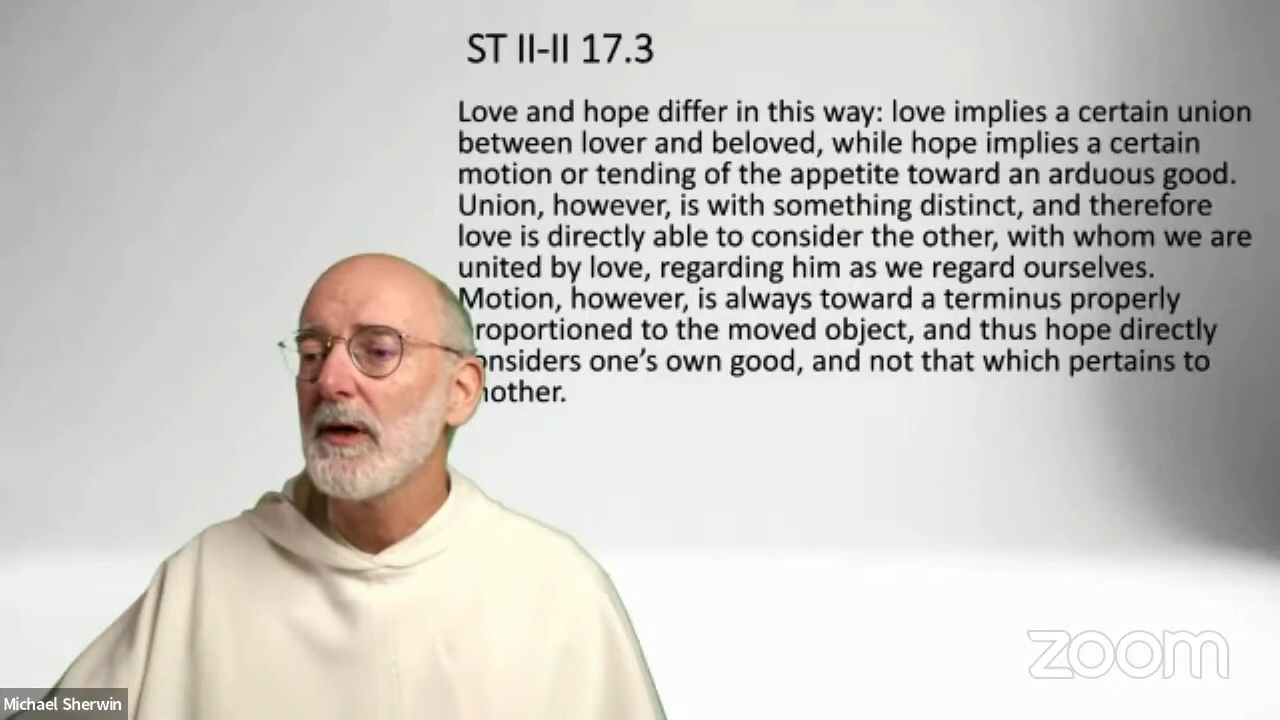 ST II-II 17.3
Love and hope differ in this way: love implies a certain union
between lover and beloved, while hope implies a certain
motion or tending of the appetite toward an arduous good.
Union, however, is with something distinct, and therefore
love is directly able to consider the other, with whom we are
united by love, regarding him as we regard ourselves.
Motion, however, is always toward a terminus properly
proportioned to the moved object, and thus hope directly
considers one’s own good, and not that which pertains to
another.
zoom
Michael Sherwin